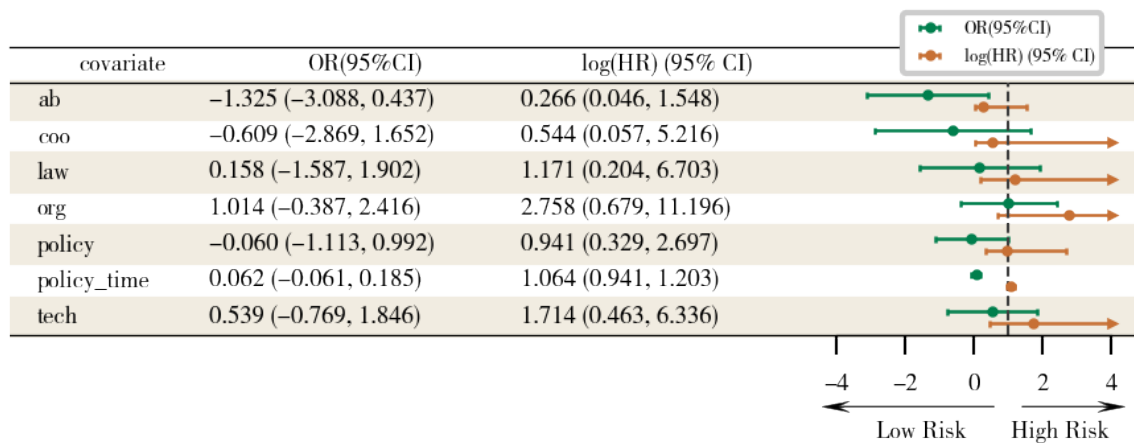 OR(95%CI)
log(HR) (95% CI)
covariate OR(95%CI) log(HR) (95% CI)
ab −1.325 (−3.088, 0.437) 0.266 (0.046, 1.548)
coo −0.609 (−2.869, 1.652) 0.544 (0.057, 5.216)
law 0.158 (−1.587, 1.902) 1.171 (0.204, 6.703)
org 1.014 (−0.387, 2.416) 2.758 (0.679, 11.196)
policy −0.060 (−1.113, 0.992) 0.941 (0.329, 2.697)
policy_time 0.062 (−0.061, 0.185) 1.064 (0.941, 1.203)
tech 0.539 (−0.769, 1.846) 1.714 (0.463, 6.336)
−4 −2 0 2 4
Low Risk High Risk